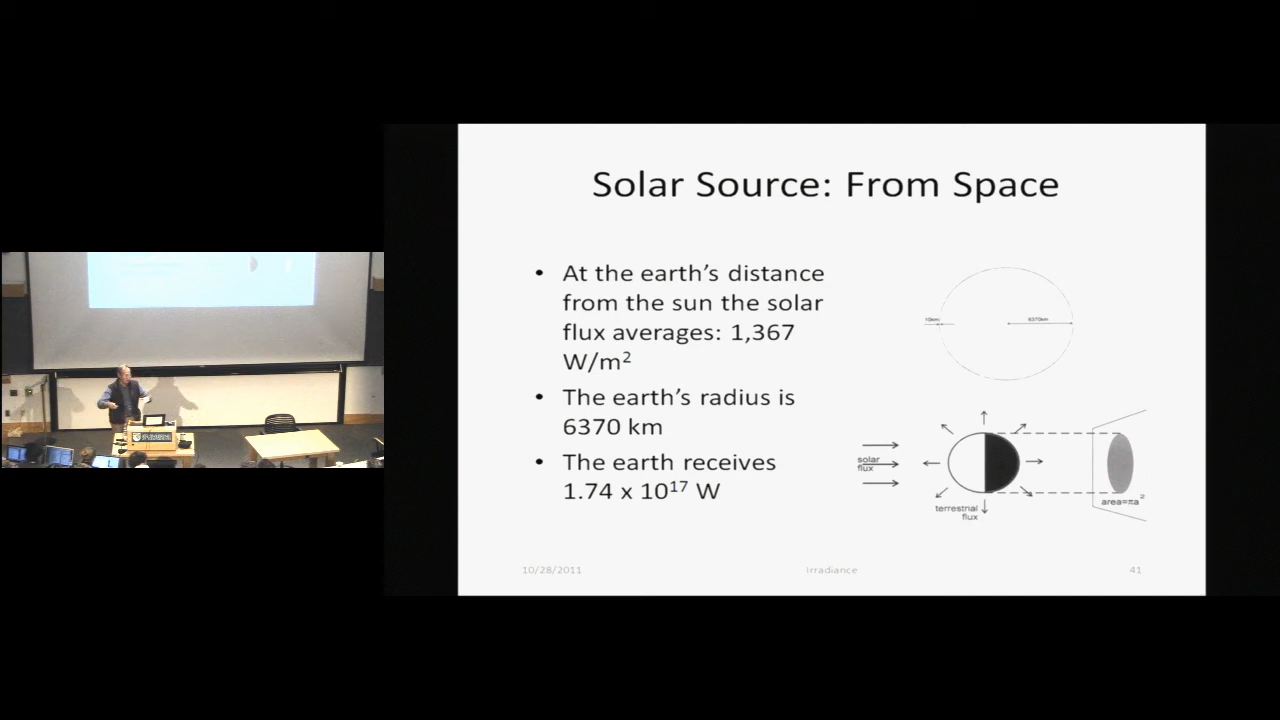 Solar Source: From Space
• At the earth's distance
from the sun the solar
flux averages: 1,367
W/m²
• The earth's radius is
6370 km
• The earth receives
1.74 x 10¹⁷ W
10km
6370km
solar
flux
terrestrial
flux
area=πa²
10/28/2011
Irradiance
41